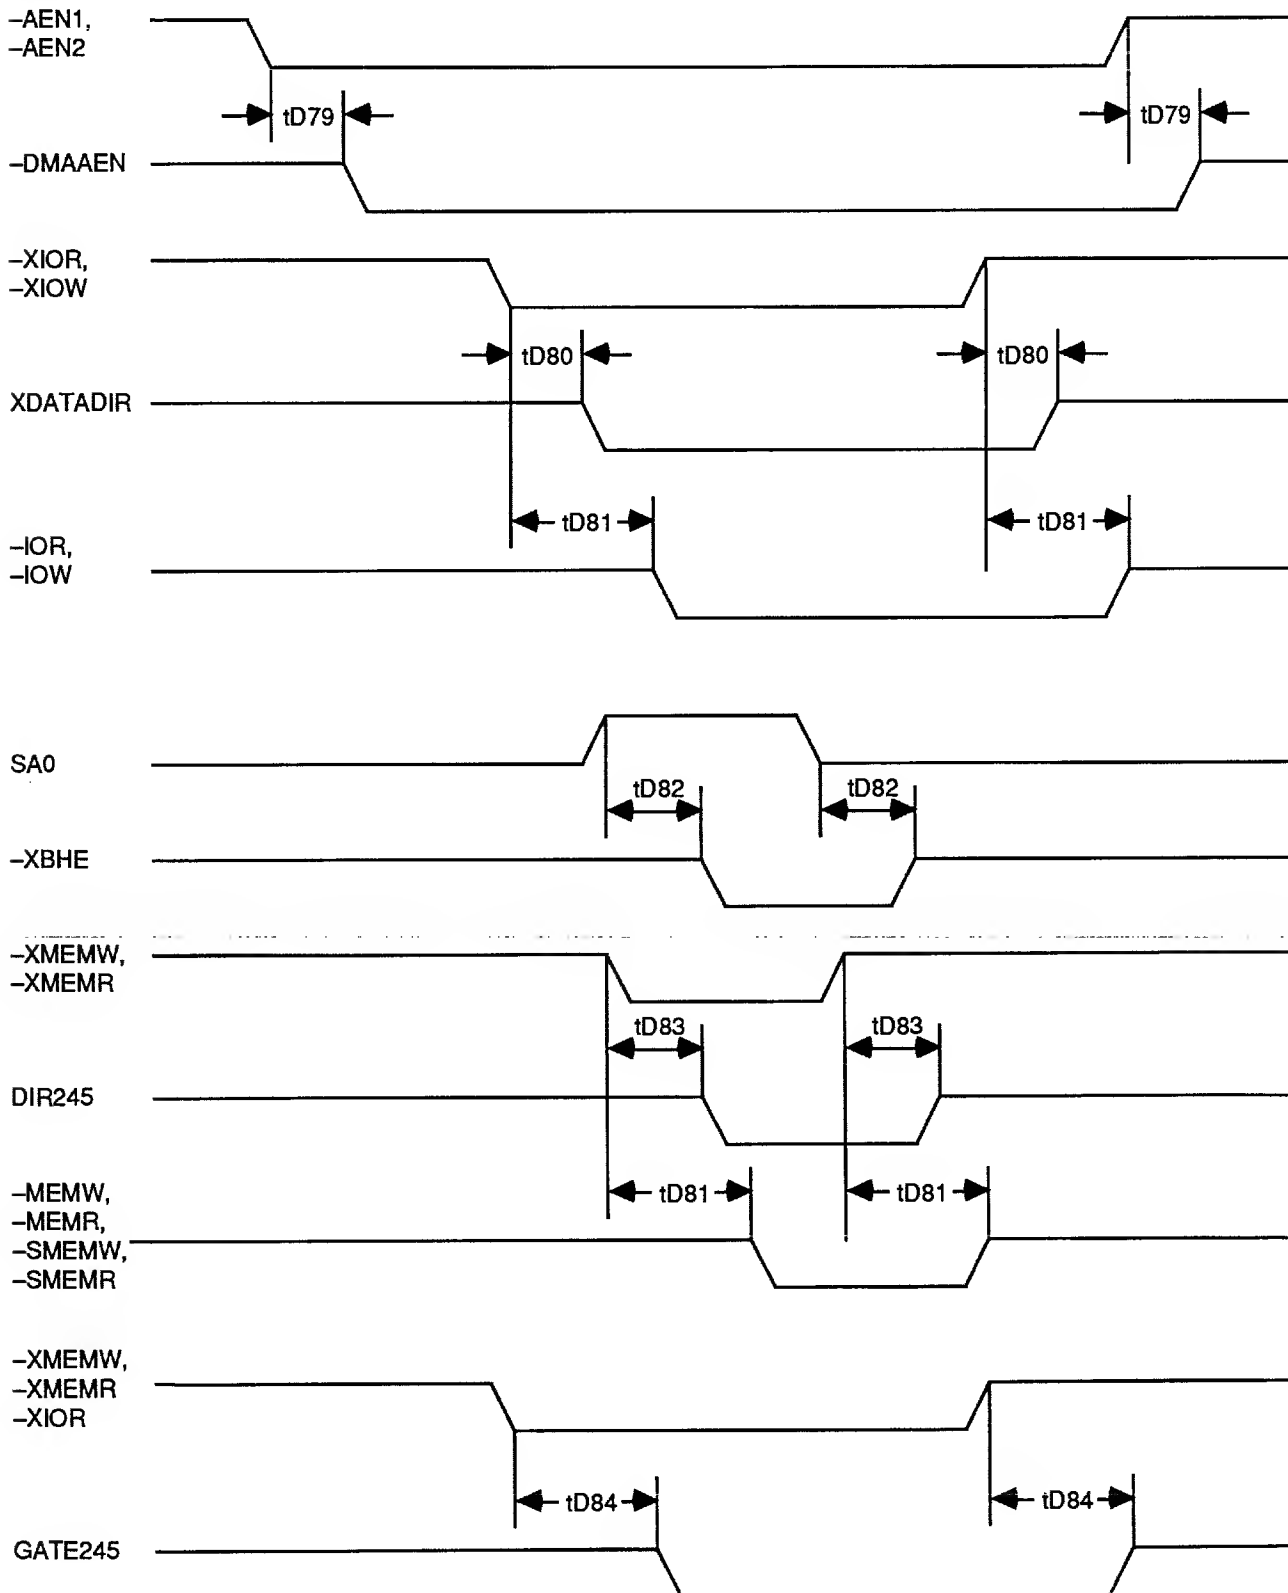 –AEN1,
–AEN2
tD79
tD79
–DMAAEN
–XIOR,
–XIOW
tD80
tD80
XDATADIR
tD81
tD81
–IOR,
–IOW
SA0
tD82
tD82
–XBHE
–XMEMW,
–XMEMR
tD83
tD83
DIR245
–MEMW,
–MEMR,
–SMEMW,
–SMEMR
tD81
tD81
–XMEMW,
–XMEMR
–XIOR
tD84
tD84
GATE245